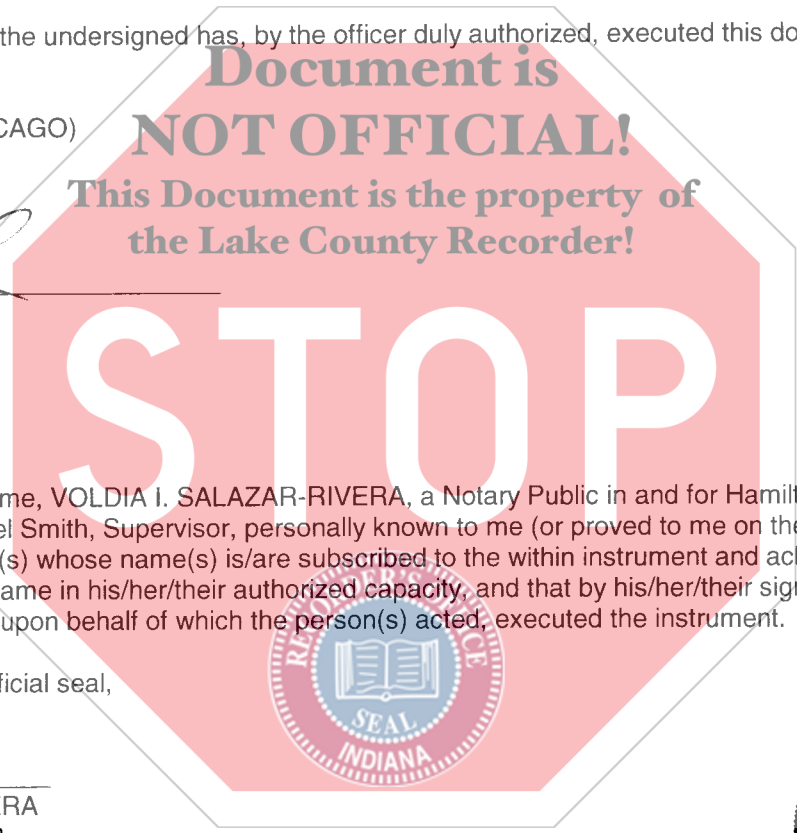 the undersigned has, by the officer duly authorized, executed this do
Document is
CAGO)
NOT OFFICIAL!
This Document is the property of
the Lake County Recorder!
STOP
me, VOLDIA I. SALAZAR-RIVERA, a Notary Public in and for Hamilt
el Smith, Supervisor, personally known to me (or proved to me on the
(s) whose name(s) is/are subscribed to the within instrument and ac
ame in his/her/their authorized capacity, and that by his/her/their sig
upon behalf of which the person(s) acted, executed the instrument.
RECORDER'S OFFICE
ficial seal,
SEAL
INDIANA
ERA